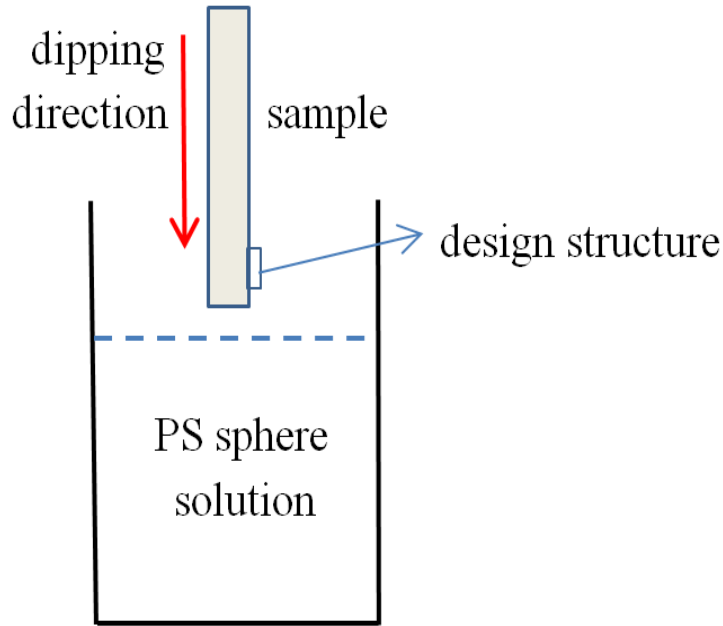 dipping
direction
sample
design structure
PS sphere
solution